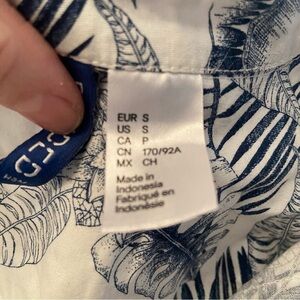 EUR S
US S
CA P
CN 170/92A
MX CH
Made in
Indonesia
Fabriqué en
Indonésie